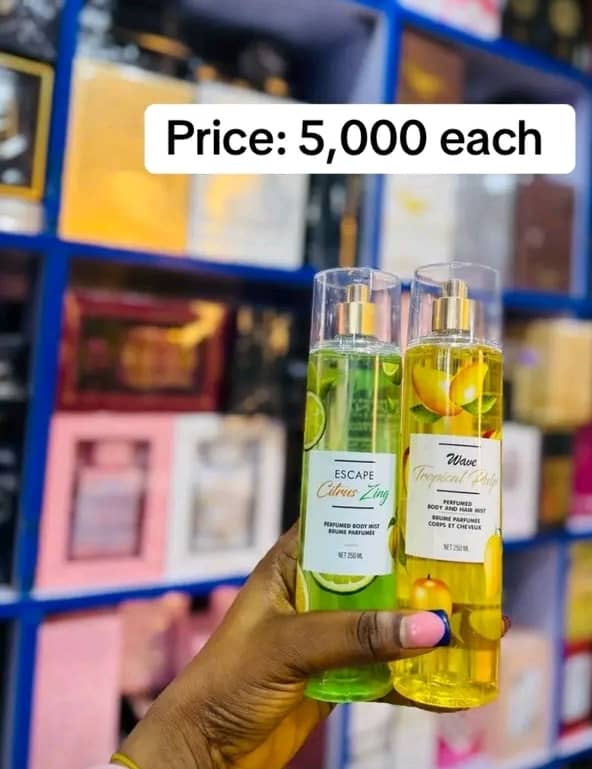 Price: 5,000 each
ESCAPE
Citrus Zing
PERFUMED BODY MIST
BRUME PARFUMÉE
NET 250 ML
Wave
Tropical
PERFUMED
BODY AND HAIR MIST
BRUME PARFUMÉE
CORPS ET CHEVEUX
NET 250 ML